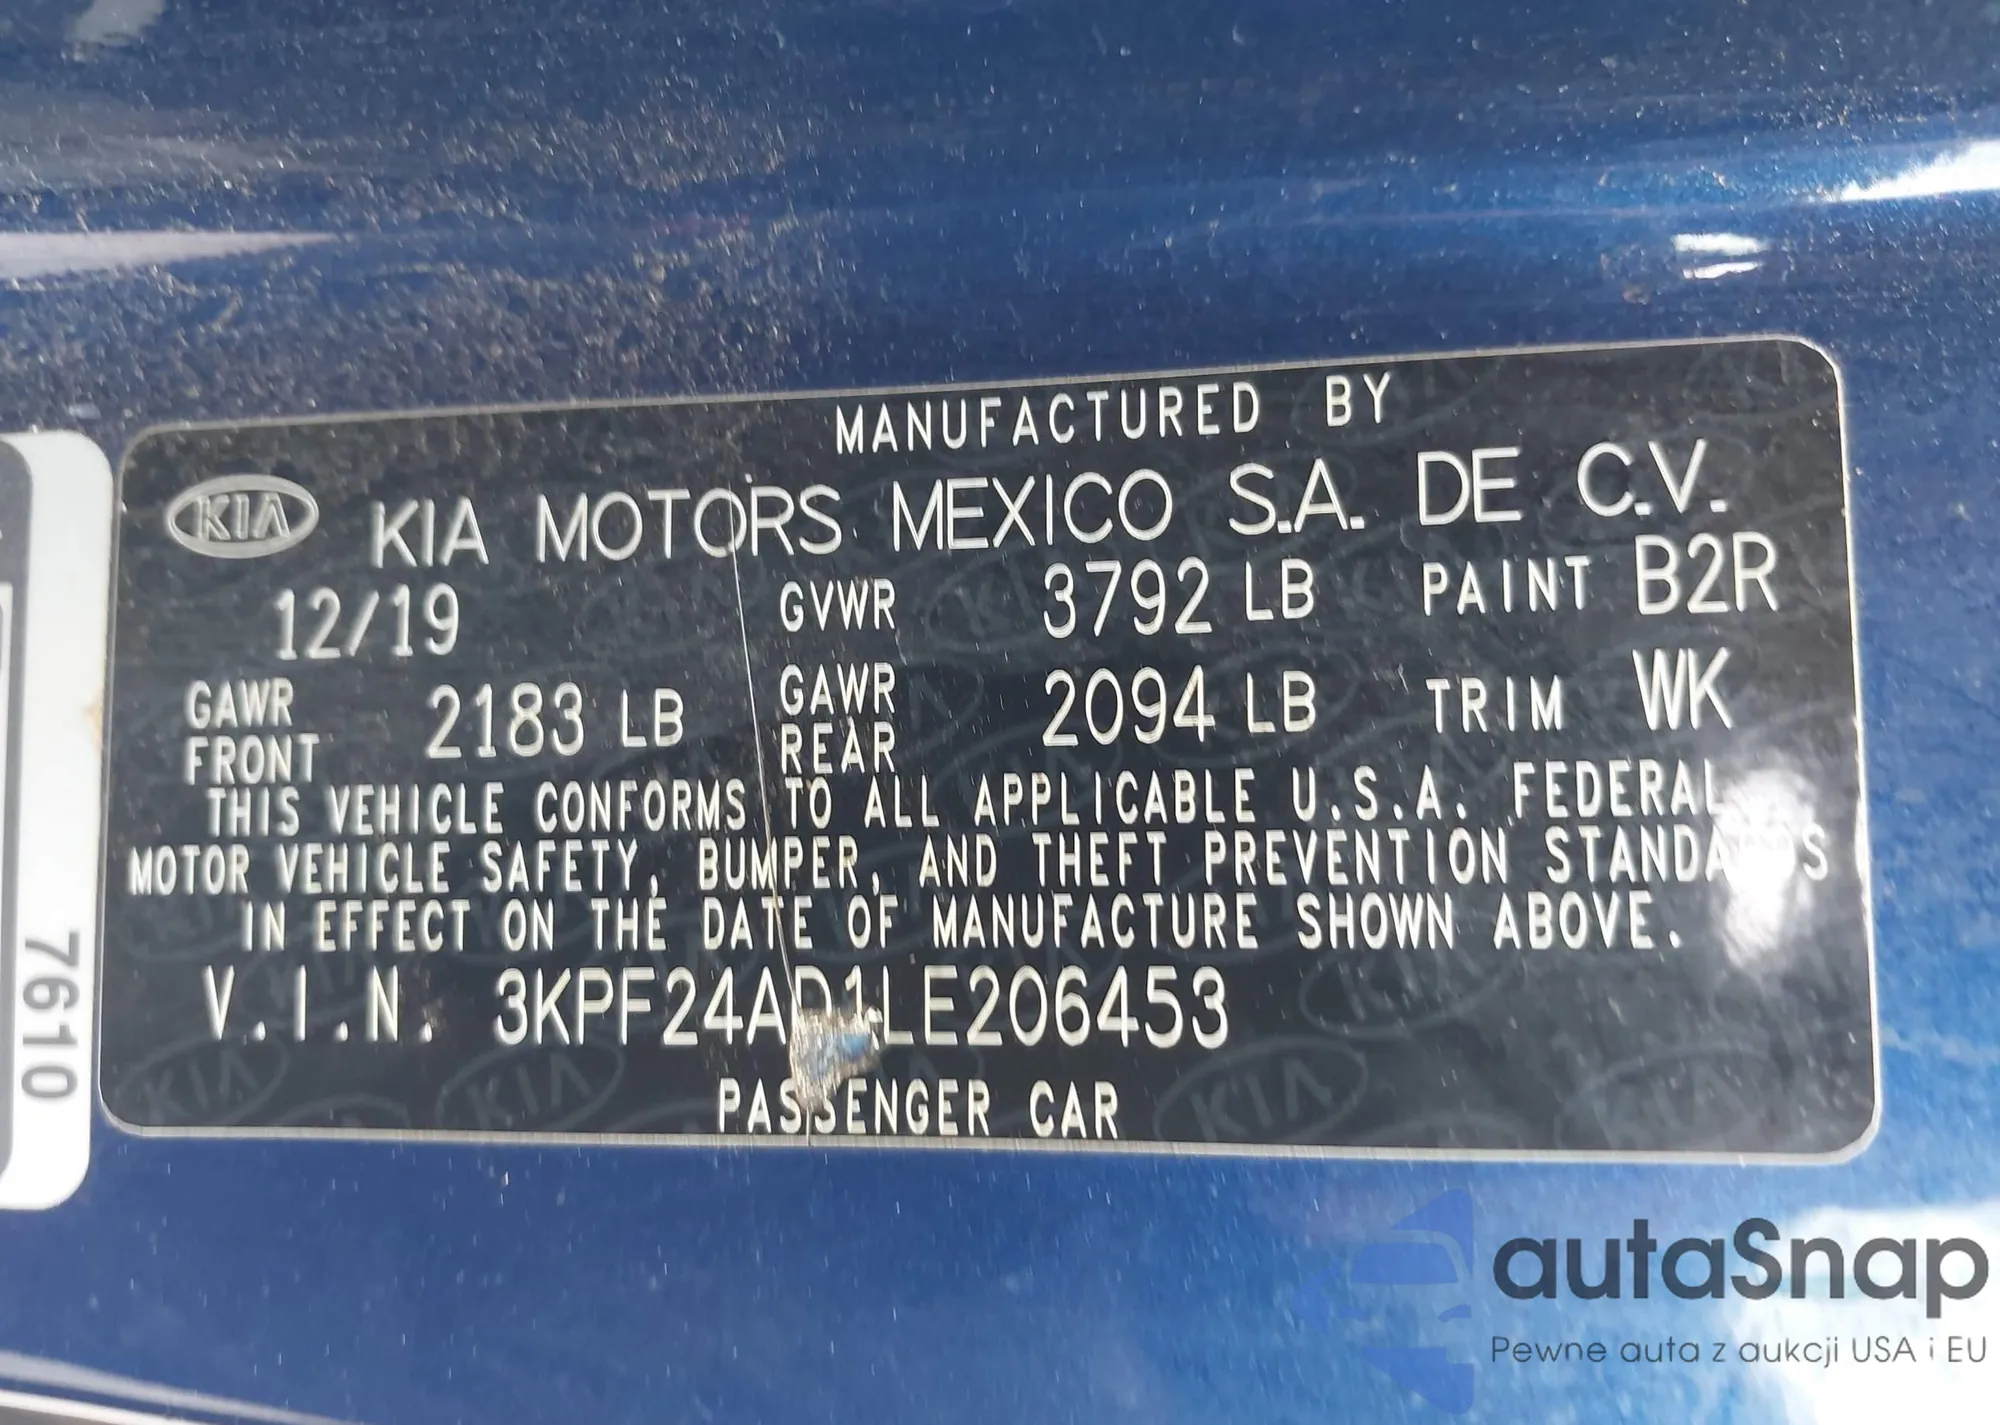 MANUFACTURED BY
KIA KIA MOTORS MEXICO S.A. DE C.V.
12/19 GVWR 3792 LB PAINT B2R
GAWR FRONT 2183 LB GAWR REAR 2094 LB TRIM WK
THIS VEHICLE CONFORMS TO ALL APPLICABLE U.S.A. FEDERAL
MOTOR VEHICLE SAFETY, BUMPER, AND THEFT PREVENTION STANDARDS
IN EFFECT ON THE DATE OF MANUFACTURE SHOWN ABOVE.
V.I.N. 3KPF24AD1LE206453
PASSENGER CAR
7610
autaSnap
Pewne auta z aukcji USA i EU